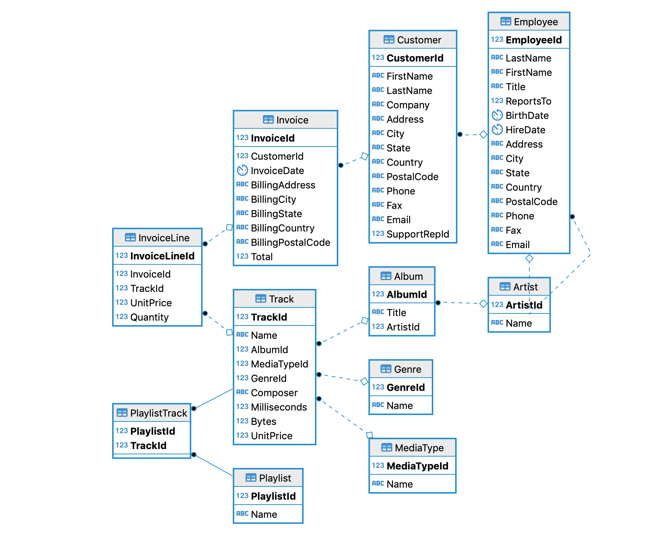 Employee
123 EmployeeId
ABC LastName
ABC FirstName
ABC Title
123 ReportsTo
BirthDate
HireDate
ABC Address
ABC City
ABC State
ABC Country
ABC PostalCode
ABC Phone
ABC Fax
ABC Email
Customer
123 CustomerId
ABC FirstName
ABC LastName
ABC Company
ABC Address
ABC City
ABC State
ABC Country
ABC PostalCode
ABC Phone
ABC Fax
ABC Email
123 SupportRepId
Invoice
123 InvoiceId
123 CustomerId
InvoiceDate
ABC BillingAddress
ABC BillingCity
ABC BillingState
ABC BillingCountry
ABC BillingPostalCode
123 Total
InvoiceLine
123 InvoiceLineId
123 InvoiceId
123 TrackId
123 UnitPrice
123 Quantity
Track
123 TrackId
ABC Name
123 AlbumId
123 MediaTypeId
123 GenreId
ABC Composer
123 Milliseconds
123 Bytes
123 UnitPrice
Album
123 AlbumId
ABC Title
123 ArtistId
Artist
123 ArtistId
ABC Name
Genre
123 GenreId
ABC Name
MediaType
123 MediaTypeId
ABC Name
PlaylistTrack
123 PlaylistId
123 TrackId
Playlist
123 PlaylistId
ABC Name